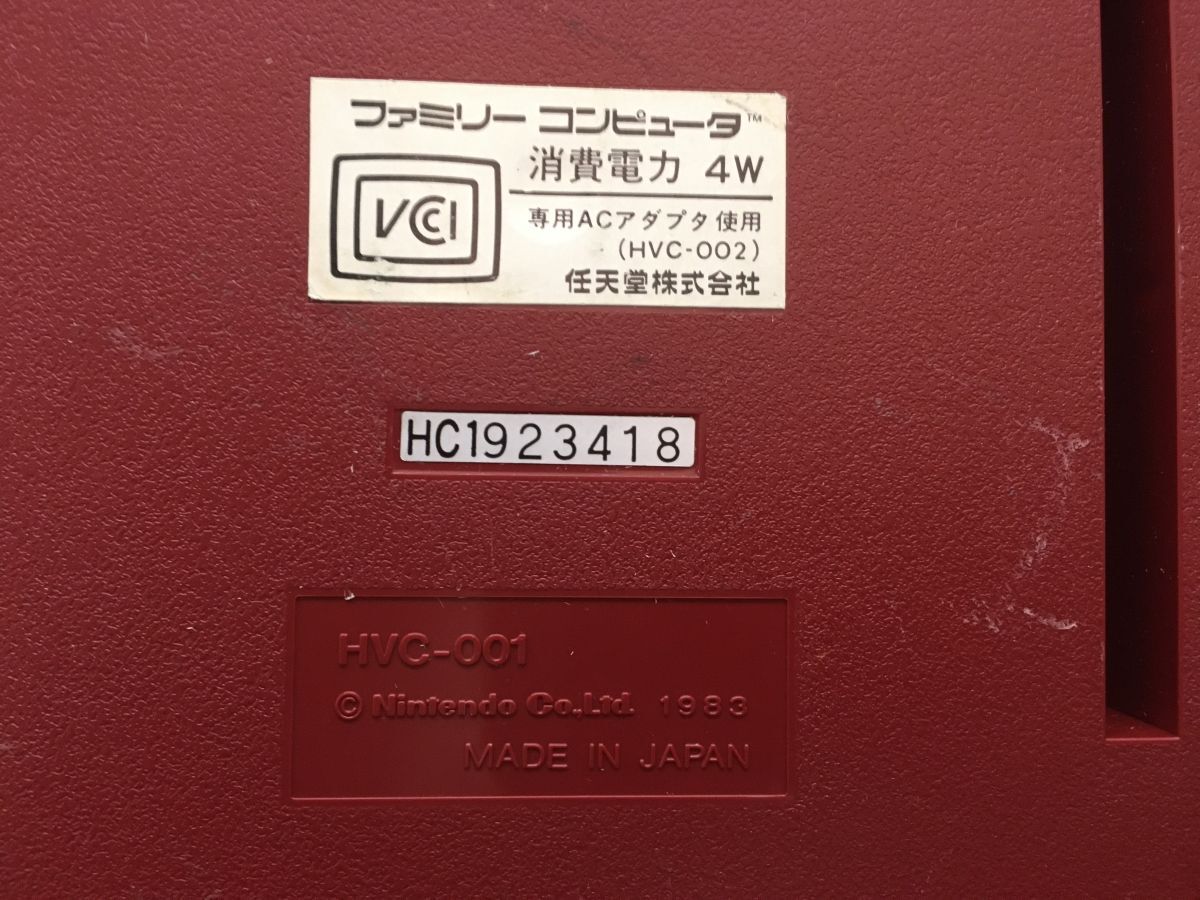 ファミリー コンピュータ™
消費電力 4W
VCCI
専用ACアダプタ使用
(HVC-002)
任天堂株式会社
HC1923418
HVC-001
© Nintendo Co.,Ltd. 1983
MADE IN JAPAN